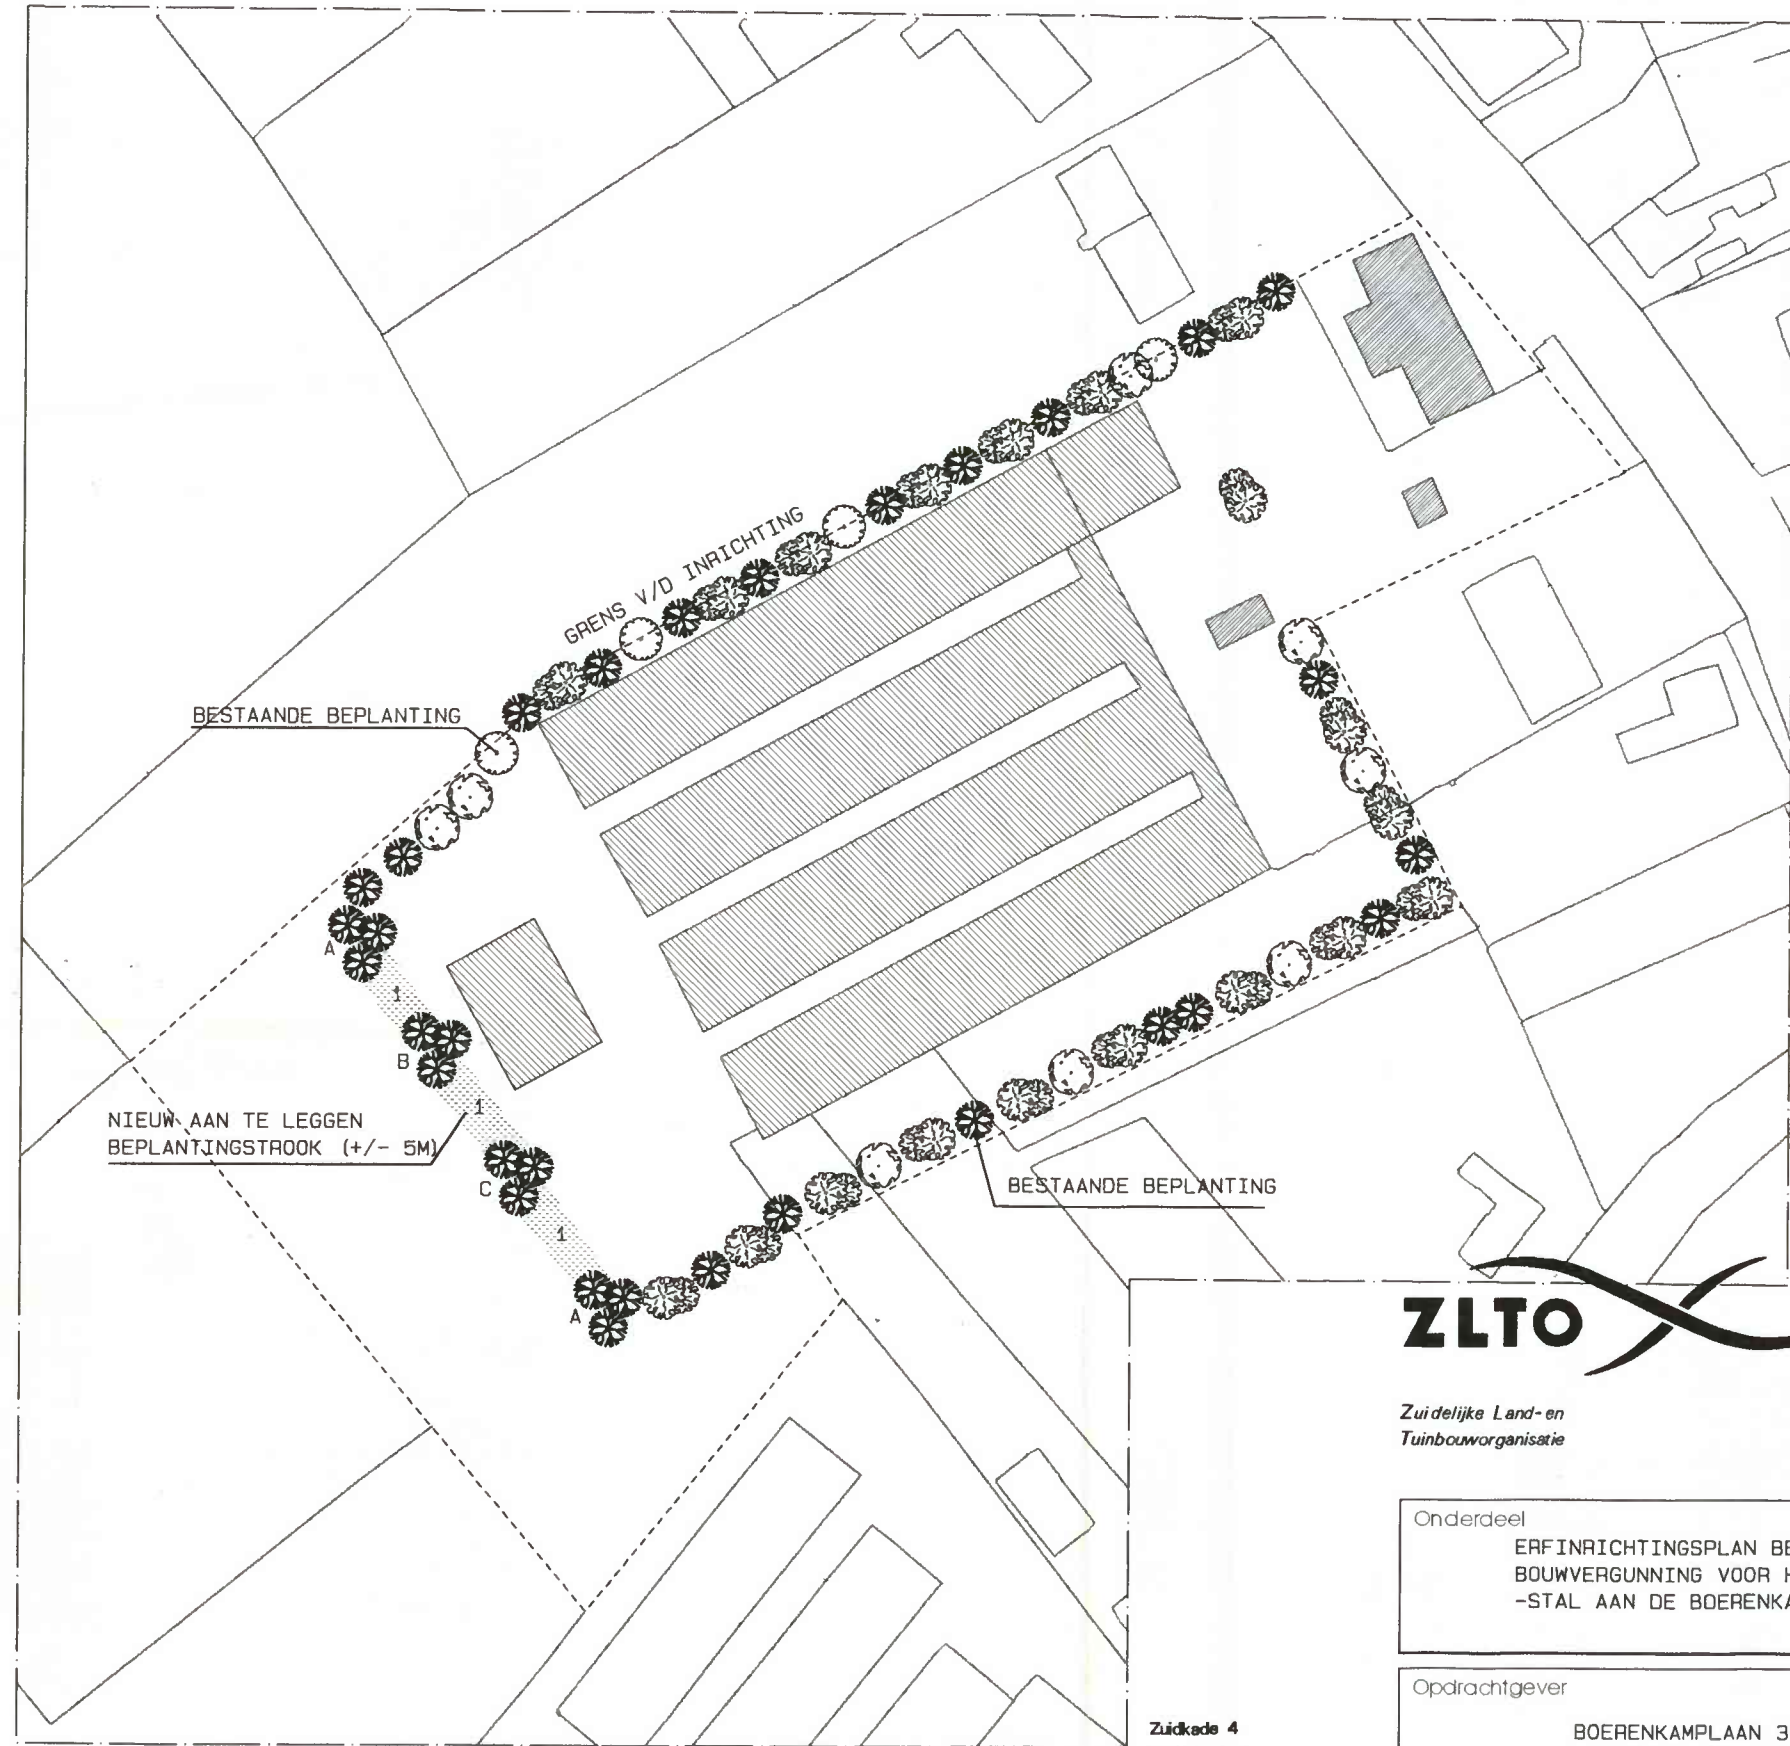 GRENS V/D INRICHTING
BESTAANDE BEPLANTING
A
1
B
NIEUW AAN TE LEGGEN
BEPLANTINGSTROOK (+/- 5M)
1
C
1
A
BESTAANDE BEPLANTING
ZLTO
Zuidelijke Land- en
Tuinbouworganisatie
Onderdeel
ERFINRICHTINGSPLAN BE
BOUWVERGUNNING VOOR H
-STAL AAN DE BOERENKA
Opdrachtgever
Zuidkade 4
BOERENKAMPLAAN 3